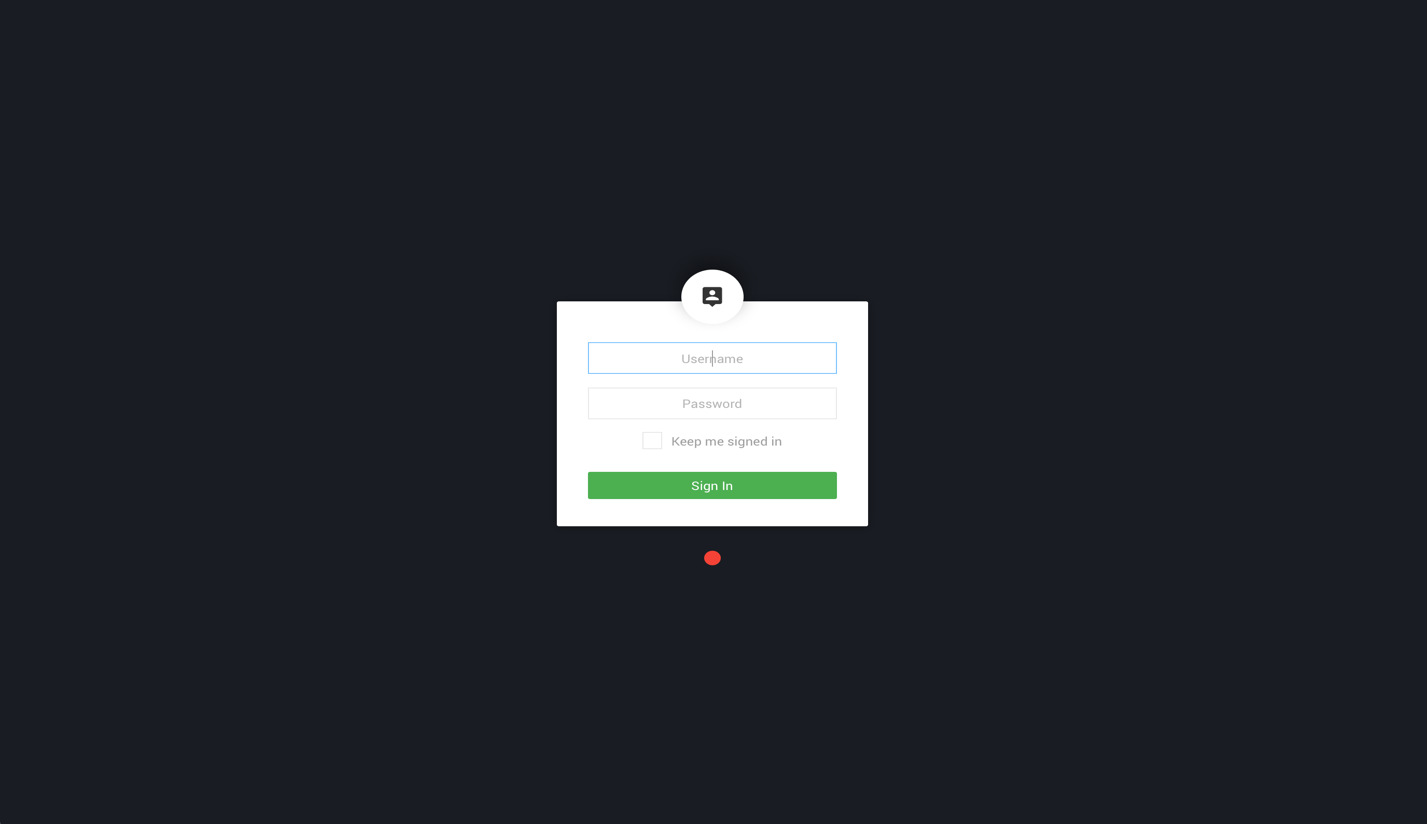 Username
Password
Keep me signed in
Sign In